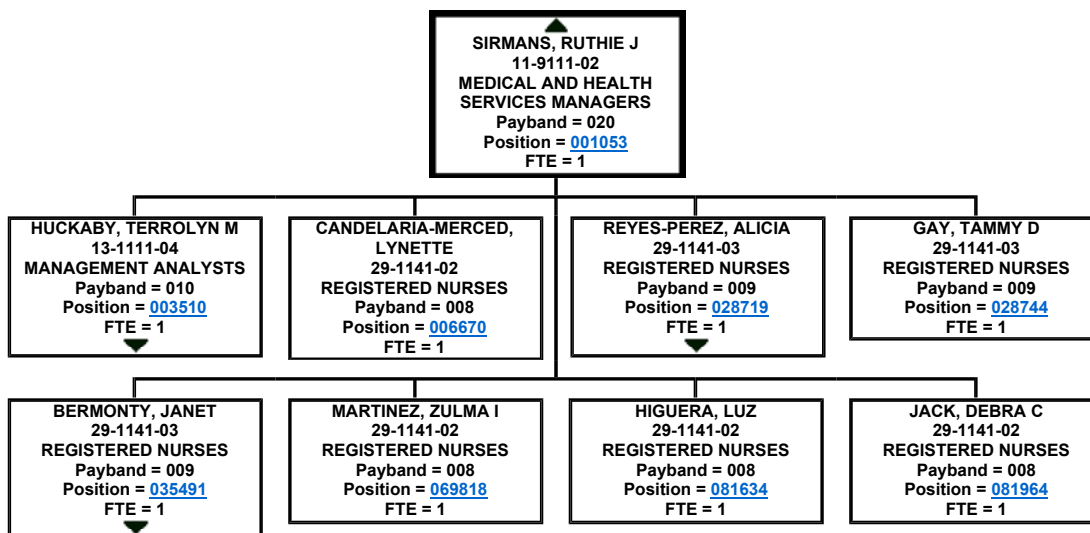 SIRMANS, RUTHIE J
11-9111-02
MEDICAL AND HEALTH
SERVICES MANAGERS
Payband = 020
Position = 001053
FTE = 1
HUCKABY, TERROLYN M
13-1111-04
MANAGEMENT ANALYSTS
Payband = 010
Position = 003510
FTE = 1
CANDELARIA-MERCED,
LYNETTE
29-1141-02
REGISTERED NURSES
Payband = 008
Position = 006670
FTE = 1
REYES-PEREZ, ALICIA
29-1141-03
REGISTERED NURSES
Payband = 009
Position = 028719
FTE = 1
GAY, TAMMY D
29-1141-03
REGISTERED NURSES
Payband = 009
Position = 028744
FTE = 1
BERMONTY, JANET
29-1141-03
REGISTERED NURSES
Payband = 009
Position = 035491
FTE = 1
MARTINEZ, ZULMA I
29-1141-02
REGISTERED NURSES
Payband = 008
Position = 069818
FTE = 1
HIGUERA, LUZ
29-1141-02
REGISTERED NURSES
Payband = 008
Position = 081634
FTE = 1
JACK, DEBRA C
29-1141-02
REGISTERED NURSES
Payband = 008
Position = 081964
FTE = 1